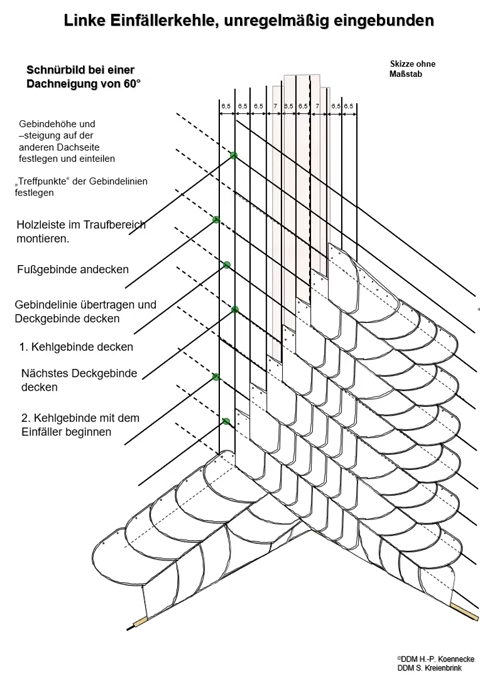 Linke Einfällerkehle, unregelmäßig eingebunden
Schnürbild bei einer
Dachneigung von 60°
Skizze ohne
Maßstab
6,5 6,5 6,5 7 6,5 6,5 7 6,5 6,5
Gebindehöhe und
–steigung auf der
anderen Dachseite
festlegen und einteilen
„Treffpunkte" der Gebindelinien
festlegen
Holzleiste im Traufbereich
montieren.
Fußgebinde andecken
Gebindelinie übertragen und
Deckgebinde decken
1. Kehlgebinde decken
Nächstes Deckgebinde
decken
2. Kehlgebinde mit dem
Einfäller beginnen
©DDM H.-P. Koennecke
DDM S. Kreienbrink